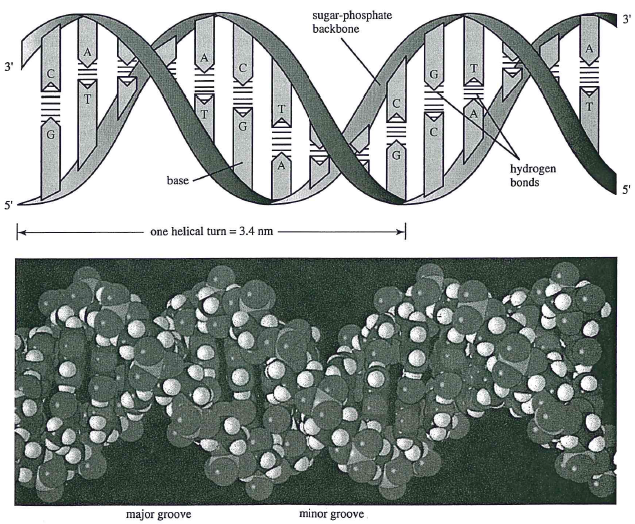 sugar-phosphate
backbone
3'
5'
C
G
A
T
A
T
C
G
T
A
C
G
G
C
T
A
A
T
3'
5'
base
hydrogen
bonds
one helical turn = 3.4 nm
major groove
minor groove